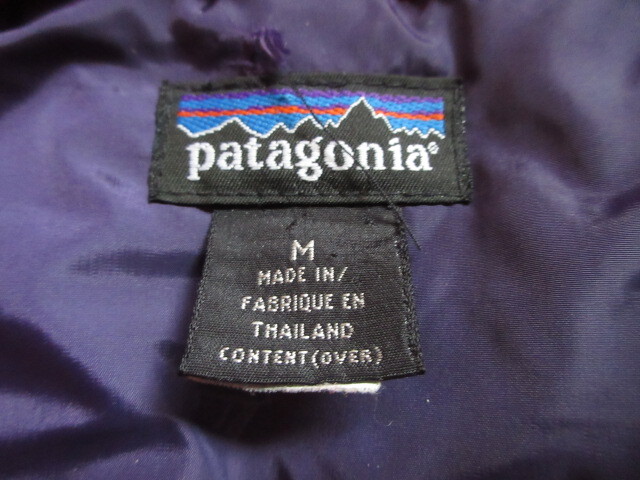 patagonia®
M
MADE IN/
FABRIQUE EN
THAILAND
CONTENT(OVER)